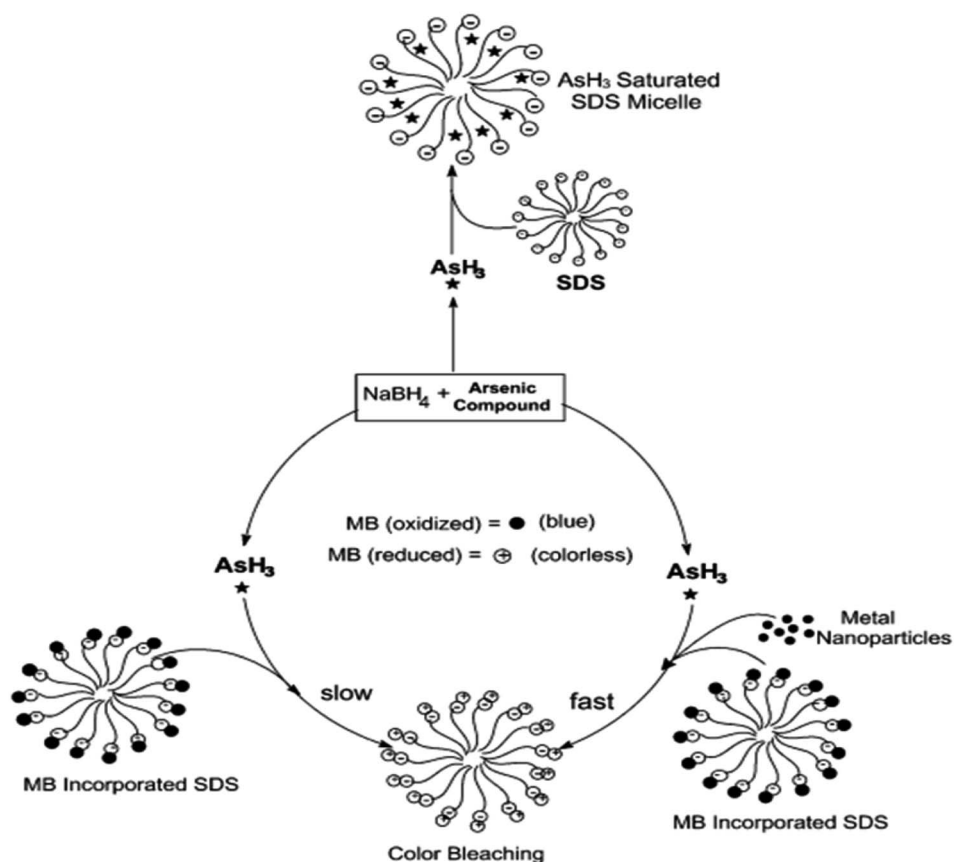 AsH₃ Saturated
SDS Micelle
AsH₃
SDS
NaBH₄ + Arsenic
Compound
MB (oxidized) = (blue)
MB (reduced) = (colorless)
AsH₃
AsH₃
Metal
Nanoparticles
slow
fast
MB Incorporated SDS
MB Incorporated SDS
Color Bleaching